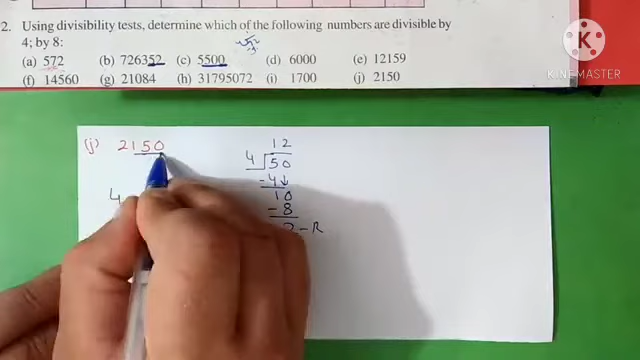 2. Using divisibility tests, determine which of the following numbers are divisible by
4; by 8:
(a) 572 (b) 726352 (c) 5500 (d) 6000 (e) 12159
(f) 14560 (g) 21084 (h) 31795072 (i) 1700 (j) 2150
KINEMASTER
(j) 2150
12
4 50
-4↓
10
-8
2 - R
4